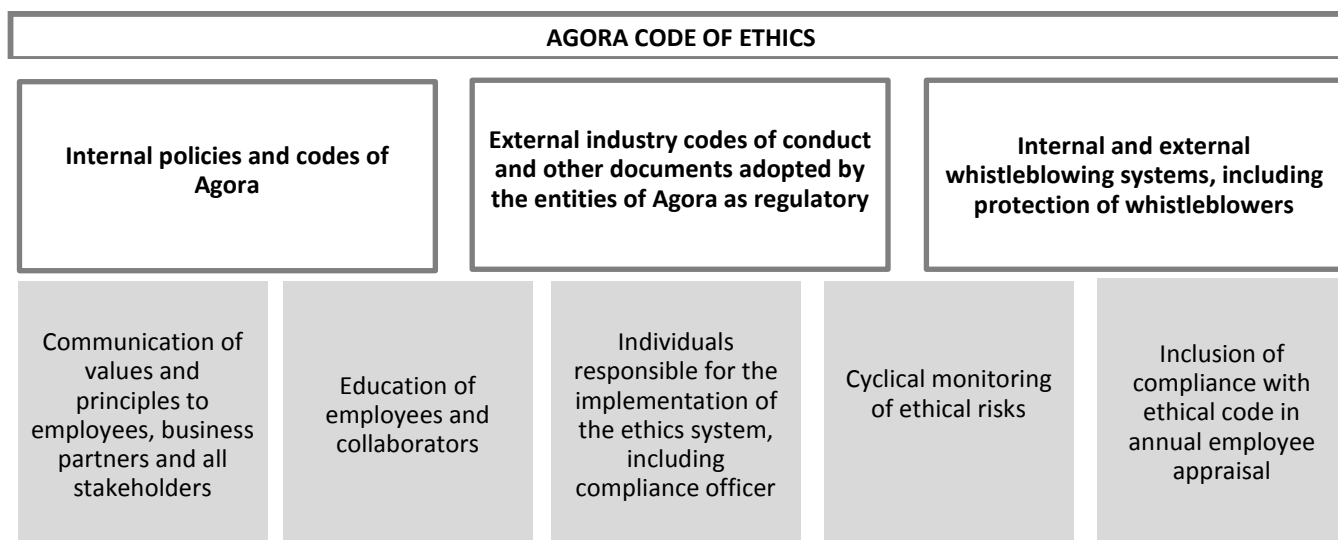 AGORA CODE OF ETHICS
Internal policies and codes of
Agora
External industry codes of conduct
and other documents adopted by
the entities of Agora as regulatory
Internal and external
whistleblowing systems, including
protection of whistleblowers
Communication of
values and
principles to
employees, business
partners and all
stakeholders
Education of
employees and
collaborators
Individuals
responsible for the
implementation of
the ethics system,
including
compliance officer
Cyclical monitoring
of ethical risks
Inclusion of
compliance with
ethical code in
annual employee
appraisal